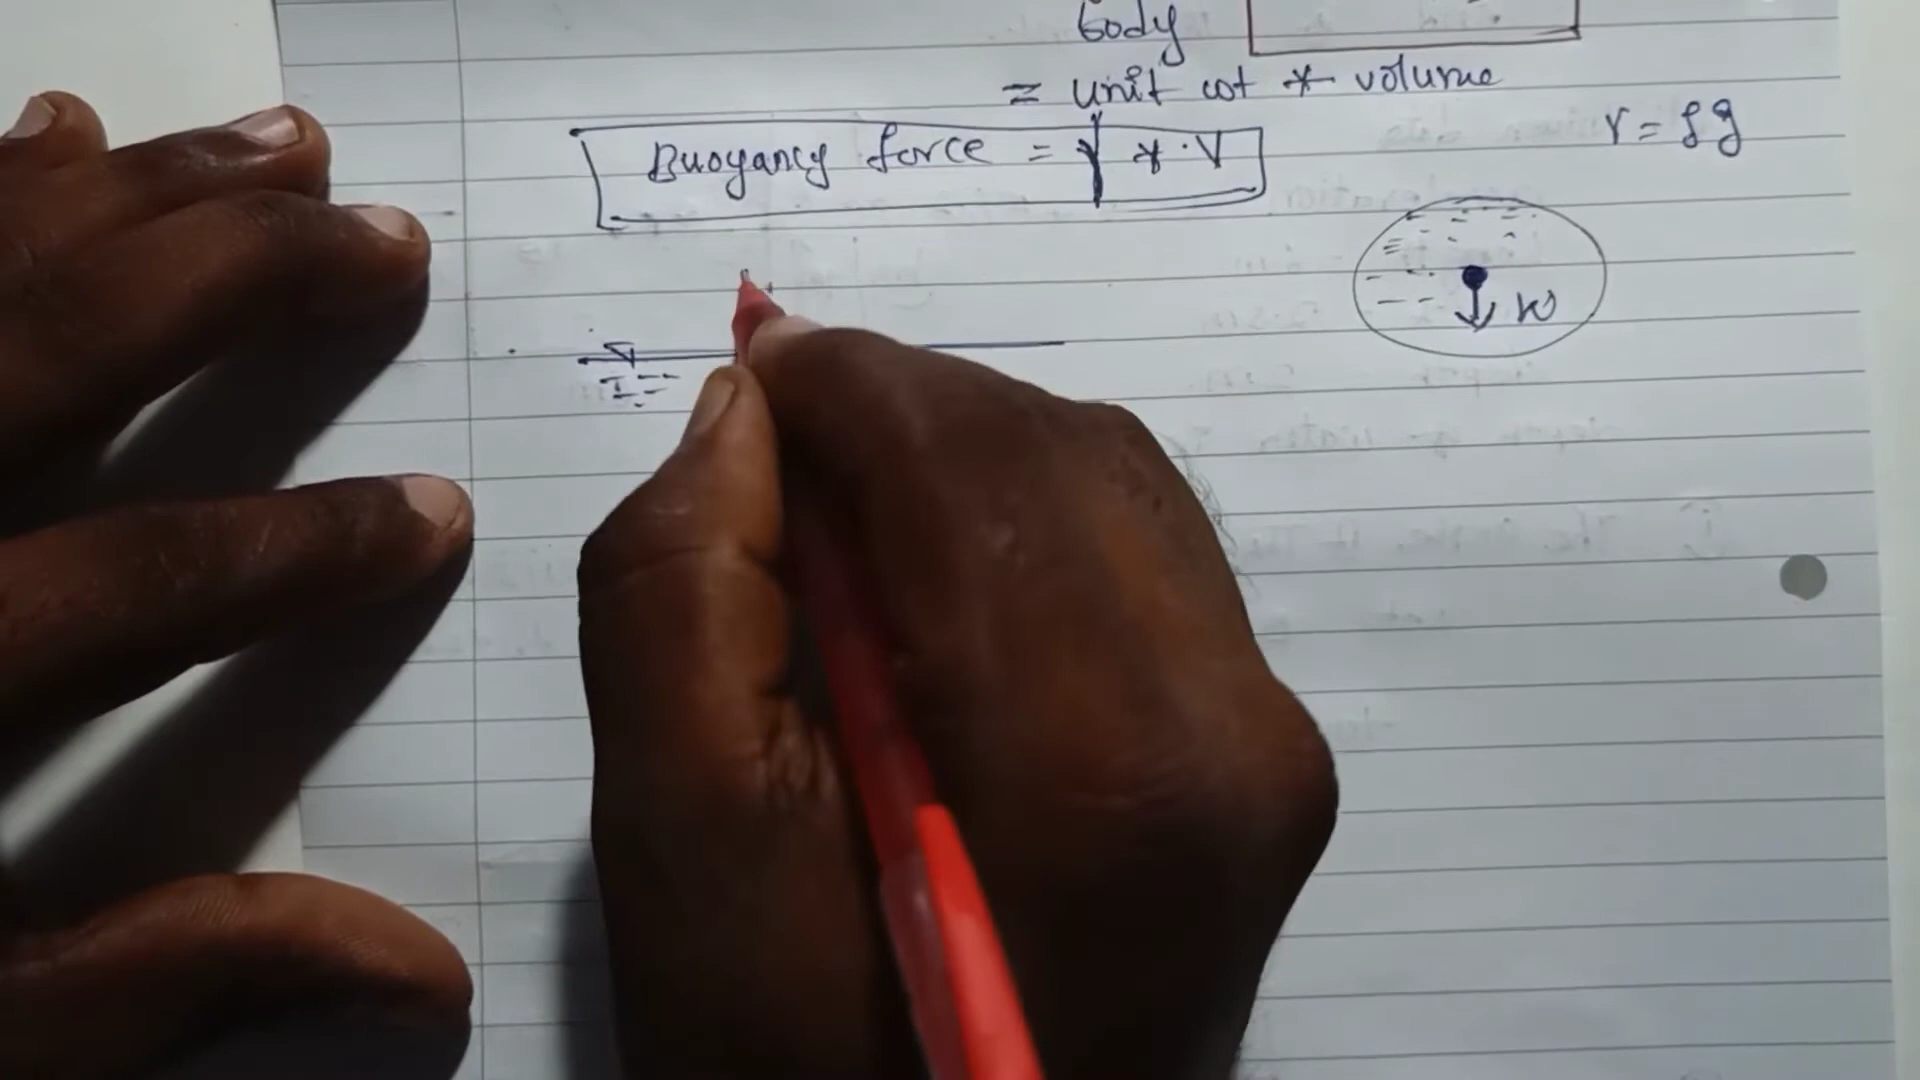 body
= unit wt * volume
Buoyancy force = γ * · V
γ = ρg
W